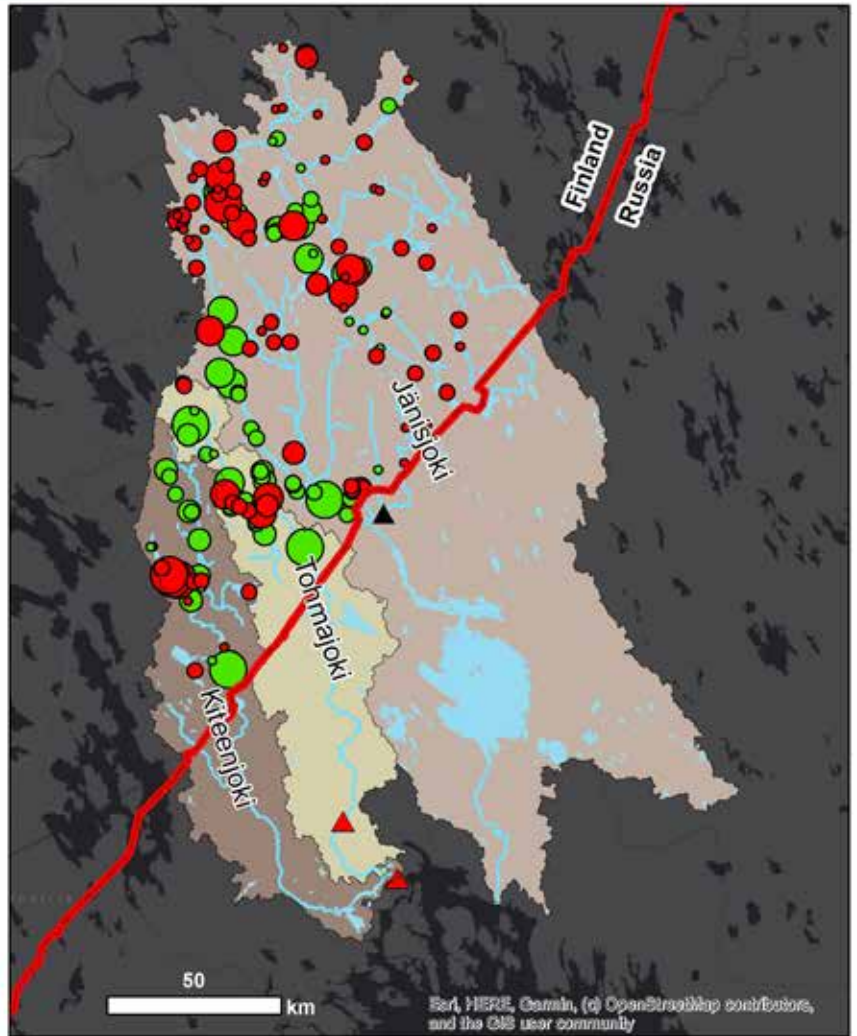 Finland
Russia
Jänisjoki
Tohmajoki
Kiteenjoki
50
km
Esri, HERE, Garmin, (c) OpenStreetMap contributors,
and the GIS user community